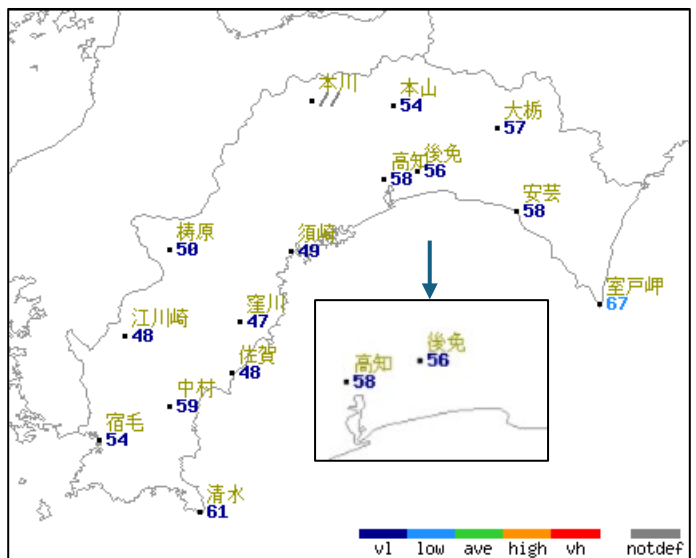 本川
//
本山
54
大栃
57
高知
58
後免
56
安芸
58
梼原
50
須崎
49
室戸岬
67
窪川
47
江川崎
48
佐賀
48
中村
59
宿毛
54
清水
61
後免
56
高知
58
vl low ave high vh notdef